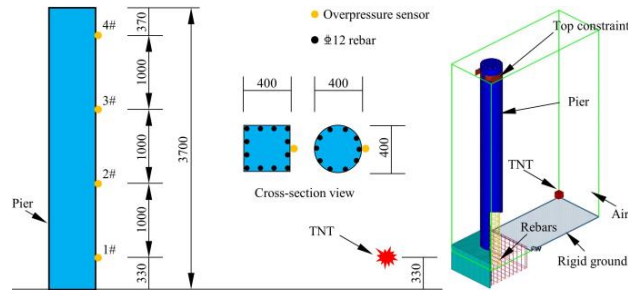 4#
3#
2#
1#
Pier
370
1000
1000
1000
330
3700
Overpressure sensor
Φ12 rebar
400
400
400
Cross-section view
TNT
330
Top constraint
Pier
TNT
Air
Rebars
Rigid ground